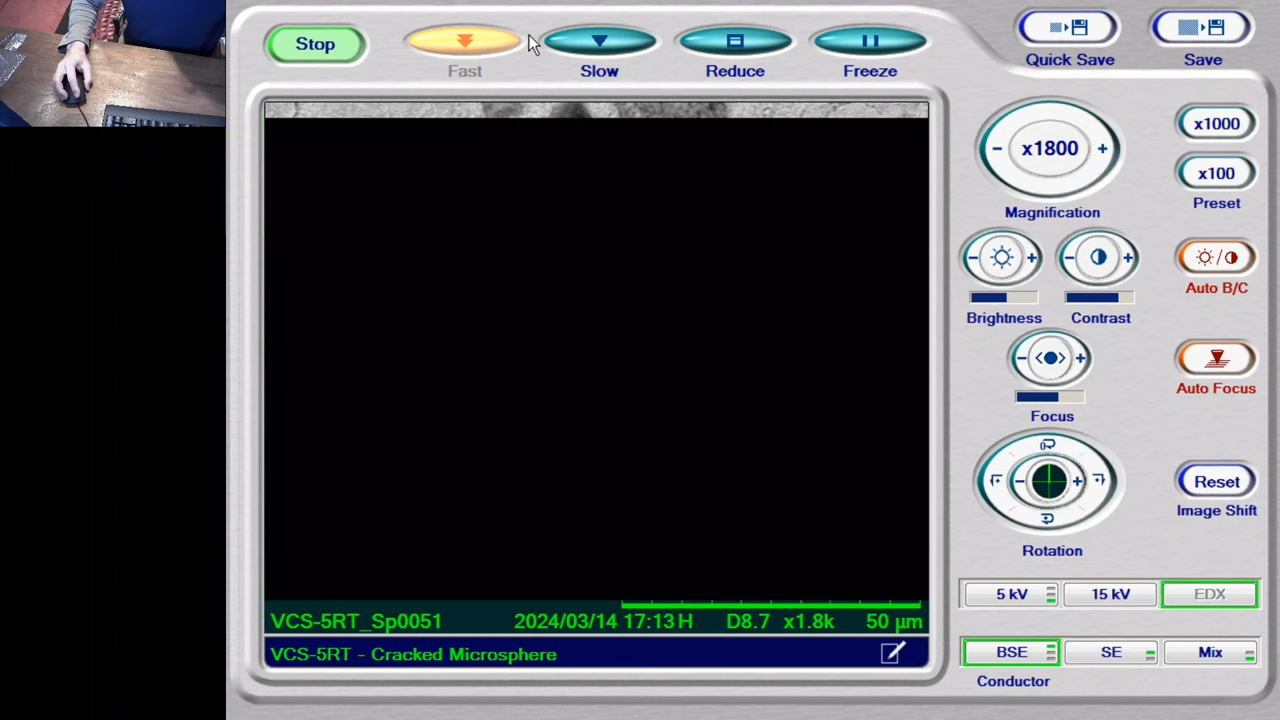 Stop
Fast
Slow
Reduce
Freeze
Quick Save
Save
x1800
Magnification
x1000
x100
Preset
Brightness
Contrast
Auto B/C
Focus
Auto Focus
Rotation
Reset
Image Shift
5 kV
15 kV
EDX
BSE
SE
Mix
Conductor
VCS-5RT_Sp0051 2024/03/14 17:13 H D8.7 x1.8k 50 µm
VCS-5RT - Cracked Microsphere